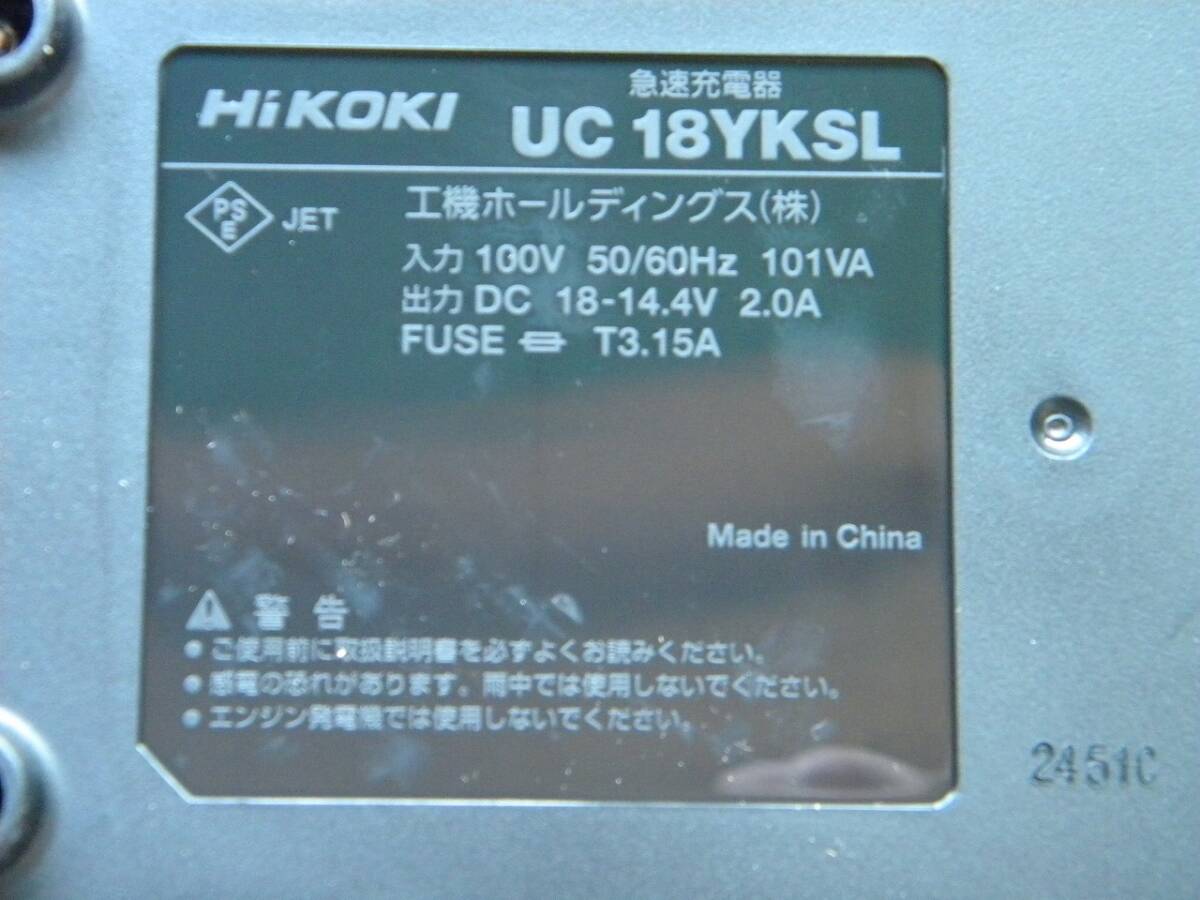 HiKOKI
急速充電器
UC 18YKSL
PSE JET
工機ホールディングス(株)
入力 100V 50/60Hz 101VA
出力 DC 18-14.4V 2.0A
FUSE T3.15A
Made in China
警告
● ご使用前に取扱説明書を必ずよくお読みください。
● 感電の恐れがあります。雨中では使用しないでください。
● エンジン発電機では使用しないでください。
2451C